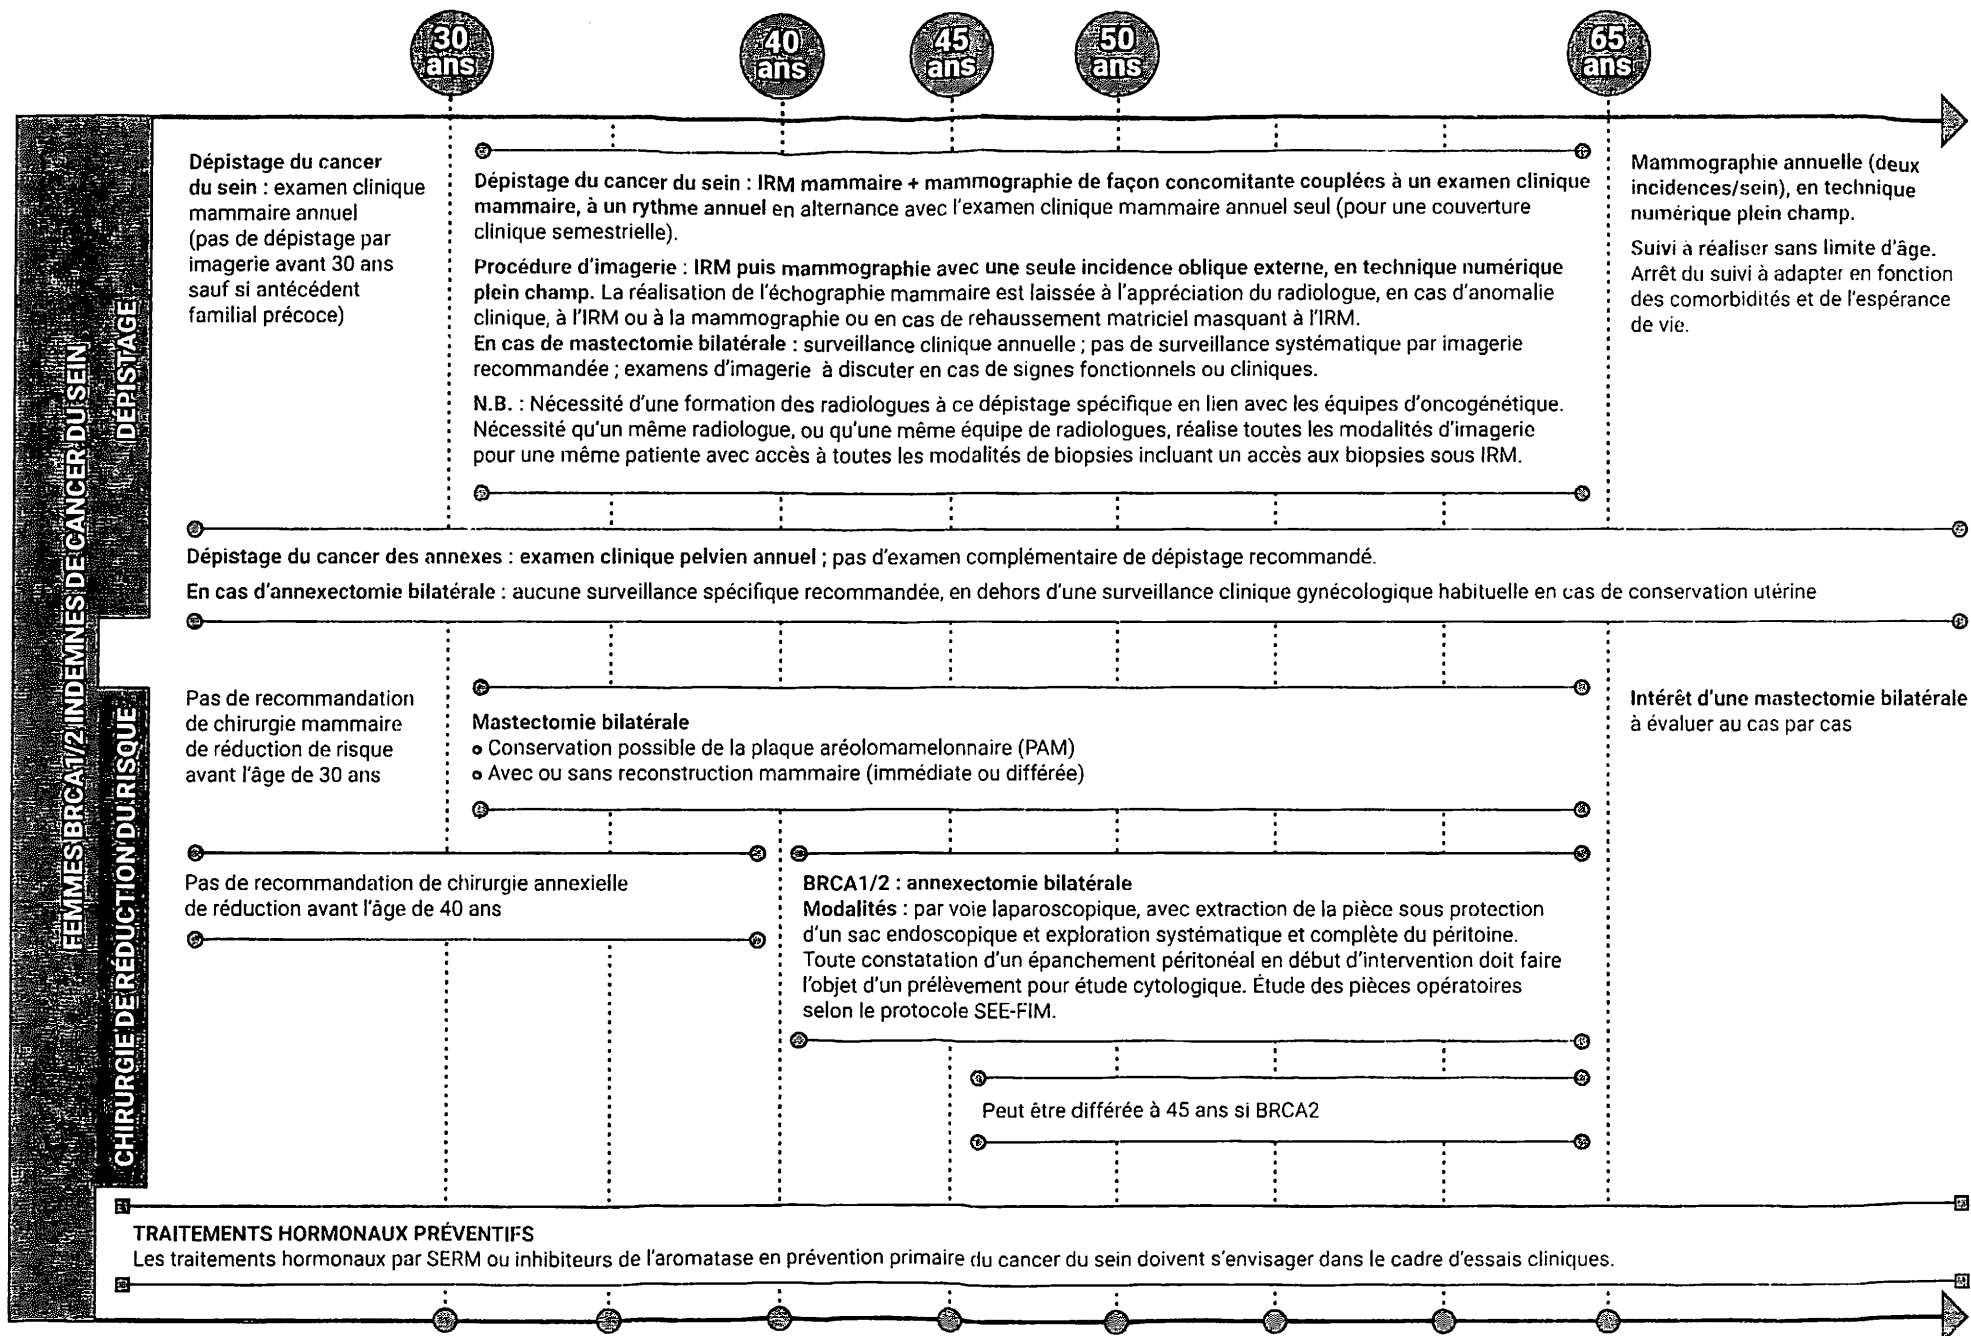 30
ans
40
ans
45
ans
50
ans
65
ans
FEMMES BRCA1/2 INDEMNES DE CANCER DU SEIN
DÉPISTAGE
Dépistage du cancer
du sein : examen clinique
mammaire annuel
(pas de dépistage par
imagerie avant 30 ans
sauf si antécédent
familial précoce)
Dépistage du cancer du sein : IRM mammaire + mammographie de façon concomitante couplées à un examen clinique
mammaire, à un rythme annuel en alternance avec l'examen clinique mammaire annuel seul (pour une couverture
clinique semestrielle).
Procédure d'imagerie : IRM puis mammographie avec une seule incidence oblique externe, en technique numérique
plein champ. La réalisation de l'échographie mammaire est laissée à l'appréciation du radiologue, en cas d'anomalie
clinique, à l'IRM ou à la mammographie ou en cas de rehaussement matriciel masquant à l'IRM.
En cas de mastectomie bilatérale : surveillance clinique annuelle ; pas de surveillance systématique par imagerie
recommandée ; examens d'imagerie à discuter en cas de signes fonctionnels ou cliniques.
N.B. : Nécessité d'une formation des radiologues à ce dépistage spécifique en lien avec les équipes d'oncogénétique.
Nécessité qu'un même radiologue, ou qu'une même équipe de radiologues, réalise toutes les modalités d'imagerie
pour une même patiente avec accès à toutes les modalités de biopsies incluant un accès aux biopsies sous IRM.
Mammographie annuelle (deux
incidences/sein), en technique
numérique plein champ.
Suivi à réaliser sans limite d'âge.
Arrêt du suivi à adapter en fonction
des comorbidités et de l'espérance
de vie.
Dépistage du cancer des annexes : examen clinique pelvien annuel ; pas d'examen complémentaire de dépistage recommandé.
En cas d'annexectomie bilatérale : aucune surveillance spécifique recommandée, en dehors d'une surveillance clinique gynécologique habituelle en cas de conservation utérine
CHIRURGIE DE RÉDUCTION DU RISQUE
Pas de recommandation
de chirurgie mammaire
de réduction de risque
avant l'âge de 30 ans
Mastectomie bilatérale
• Conservation possible de la plaque aréolomamelonnaire (PAM)
• Avec ou sans reconstruction mammaire (immédiate ou différée)
Intérêt d'une mastectomie bilatérale
à évaluer au cas par cas
Pas de recommandation de chirurgie annexielle
de réduction avant l'âge de 40 ans
BRCA1/2 : annexectomie bilatérale
Modalités : par voie laparoscopique, avec extraction de la pièce sous protection
d'un sac endoscopique et exploration systématique et complète du péritoine.
Toute constatation d'un épanchement péritonéal en début d'intervention doit faire
l'objet d'un prélèvement pour étude cytologique. Étude des pièces opératoires
selon le protocole SEE-FIM.
Peut être différée à 45 ans si BRCA2
TRAITEMENTS HORMONAUX PRÉVENTIFS
Les traitements hormonaux par SERM ou inhibiteurs de l'aromatase en prévention primaire du cancer du sein doivent s'envisager dans le cadre d'essais cliniques.